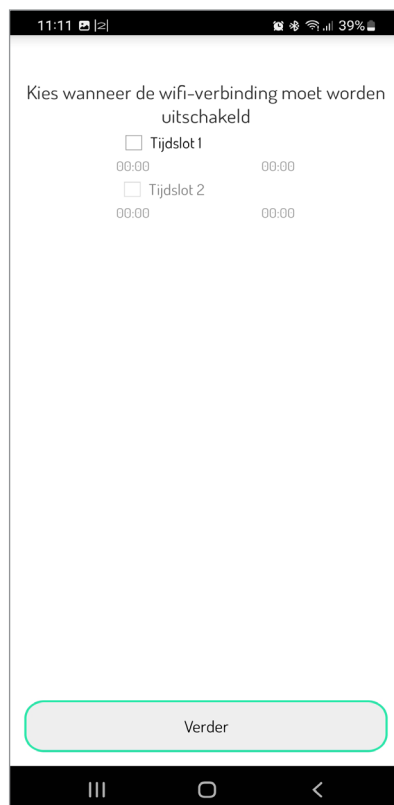 11:11 |2| 39%
Kies wanneer de wifi-verbinding moet worden
uitschakeld
Tijdslot 1
00:00 00:00
Tijdslot 2
00:00 00:00
Verder